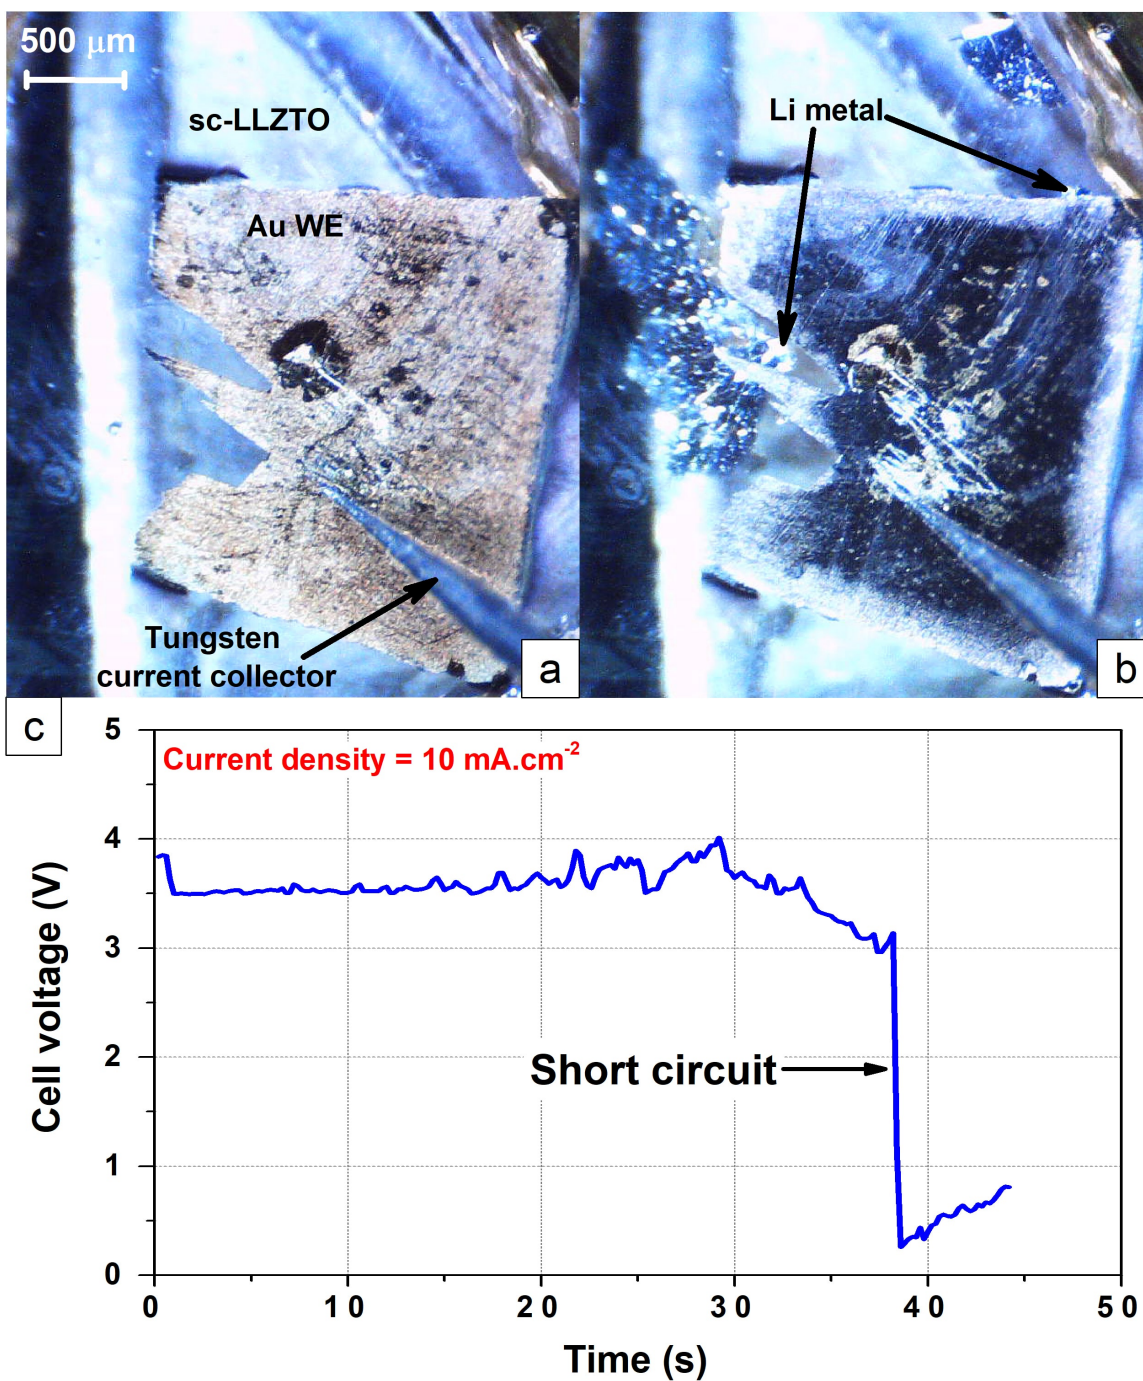 500 μm
sc-LLZTO
Au WE
Tungsten
current collector
a
Li metal
b
c
Current density = 10 mA.cm⁻²
Short circuit
Cell voltage (V)
5
4
3
2
1
0
0 10 20 30 40 50
Time (s)